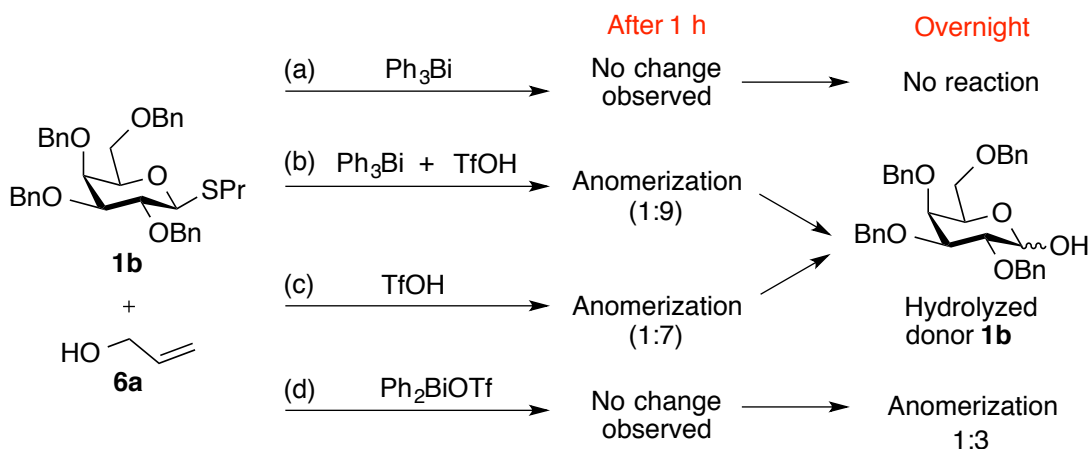 After 1 h
Overnight
(a) Ph3Bi
No change
observed
No reaction
OBn
BnO
O
SPr
BnO
OBn
1b
+
HO
6a
(b) Ph3Bi + TfOH
Anomerization
(1:9)
(c) TfOH
Anomerization
(1:7)
OBn
BnO
O
OH
BnO
OBn
Hydrolyzed
donor 1b
(d) Ph2BiOTf
No change
observed
Anomerization
1:3